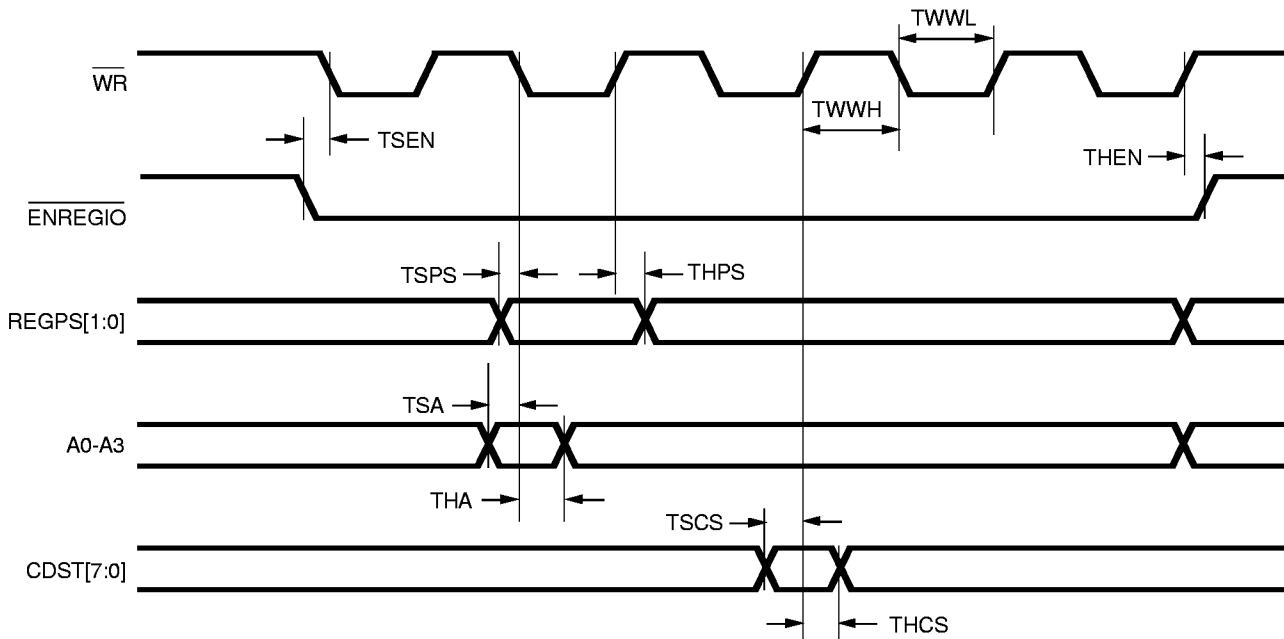 TWWL
WR
TWWH
TSEN
THEN
ENREGIO
TSPS
THPS
REGPS[1:0]
TSA
A0-A3
THA
TSCS
CDST[7:0]
THCS